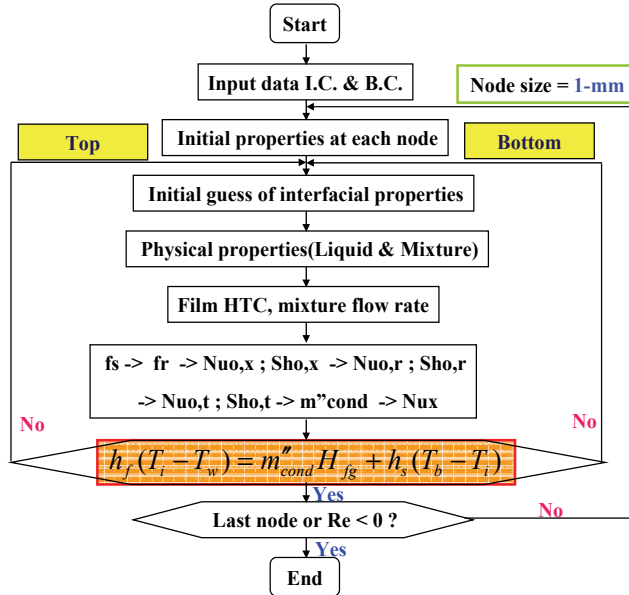 Start
Input data I.C. & B.C.
Node size = 1-mm
Top
Initial properties at each node
Bottom
Initial guess of interfacial properties
Physical properties(Liquid & Mixture)
Film HTC, mixture flow rate
fs -> fr -> Nuo,x ; Sho,x -> Nuo,r ; Sho,r
-> Nuo,t ; Sho,t -> m”cond -> Nux
No
No
h_f (T_i − T_w) = m″_cond H_fg + h_s (T_b − T_i)
Yes
Last node or Re < 0 ?
No
Yes
End